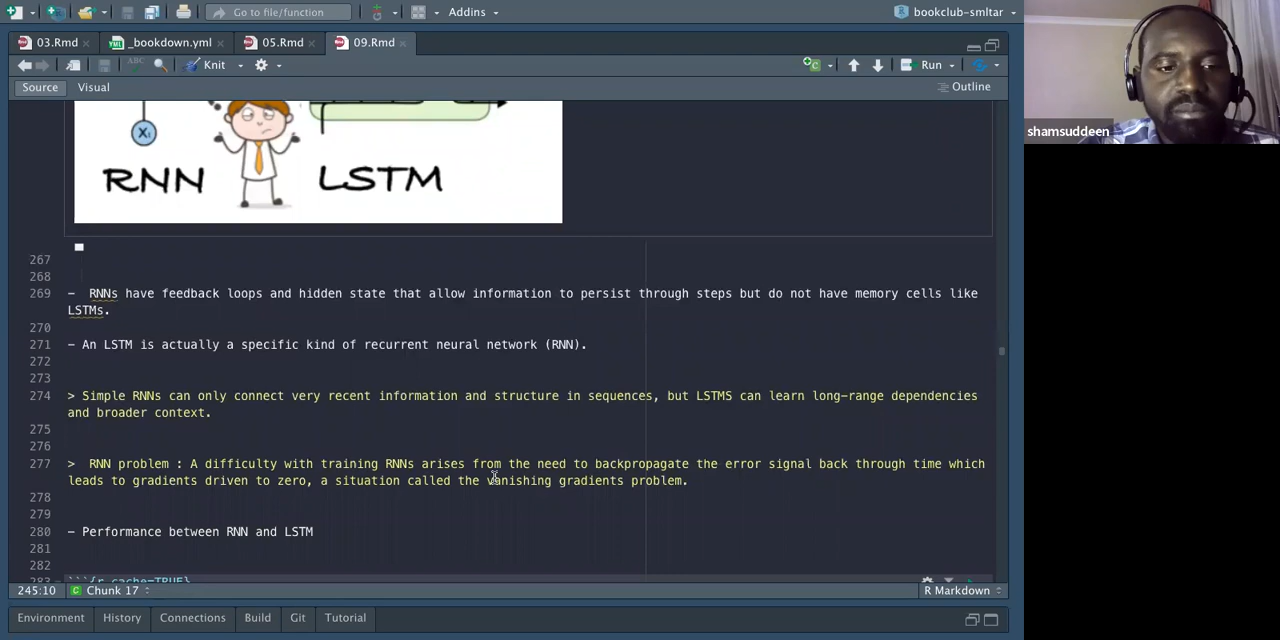 Go to file/function
Addins
bookclub-smltar
03.Rmd
_bookdown.yml
05.Rmd
09.Rmd
ABC
Knit
Run
Source
Visual
Outline
X
RNN
LSTM
267
268
269 - RNNs have feedback loops and hidden state that allow information to persist through steps but do not have memory cells like
LSTMs.
270
271 - An LSTM is actually a specific kind of recurrent neural network (RNN).
272
273
274 > Simple RNNs can only connect very recent information and structure in sequences, but LSTMS can learn long-range dependencies
and broader context.
275
276
277 > RNN problem : A difficulty with training RNNs arises from the need to backpropagate the error signal back through time which
leads to gradients driven to zero, a situation called the vanishing gradients problem.
278
279
280 - Performance between RNN and LSTM
281
282
283 ```{r cache=TRUE}
245:10
Chunk 17
R Markdown
Environment
History
Connections
Build
Git
Tutorial
shamsuddeen